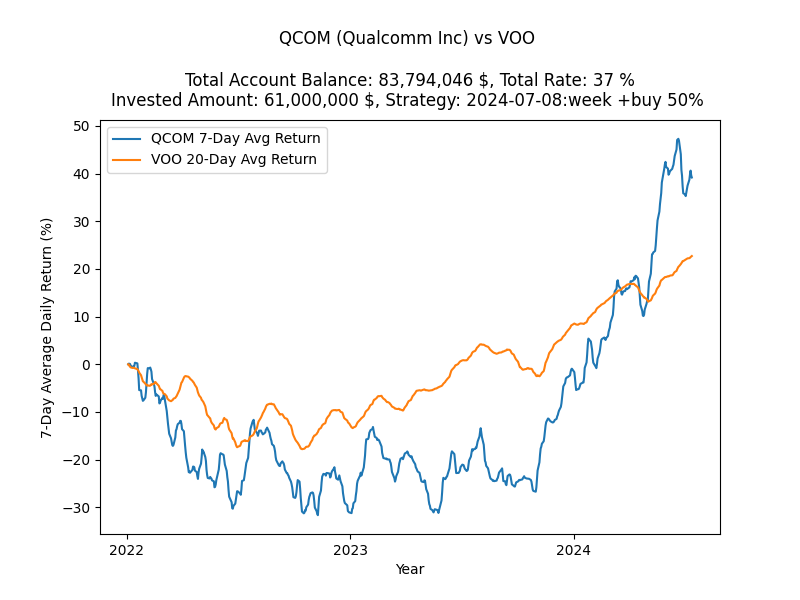 QCOM (Qualcomm Inc) vs VOO
Total Account Balance: 83,794,046 $, Total Rate: 37 %
Invested Amount: 61,000,000 $, Strategy: 2024-07-08:week +buy 50%
QCOM 7-Day Avg Return
VOO 20-Day Avg Return
7-Day Average Daily Return (%)
50
40
30
20
10
0
−10
−20
−30
2022
2023
2024
Year